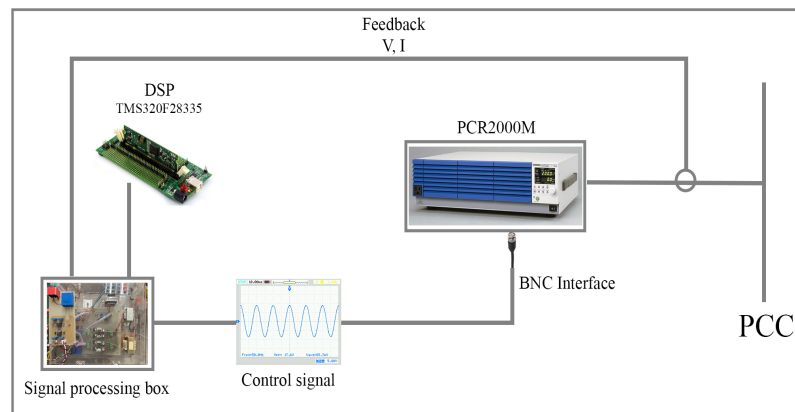 Feedback
V, I
DSP
TMS320F28335
PCR2000M
BNC Interface
PCC
Signal processing box
Control signal